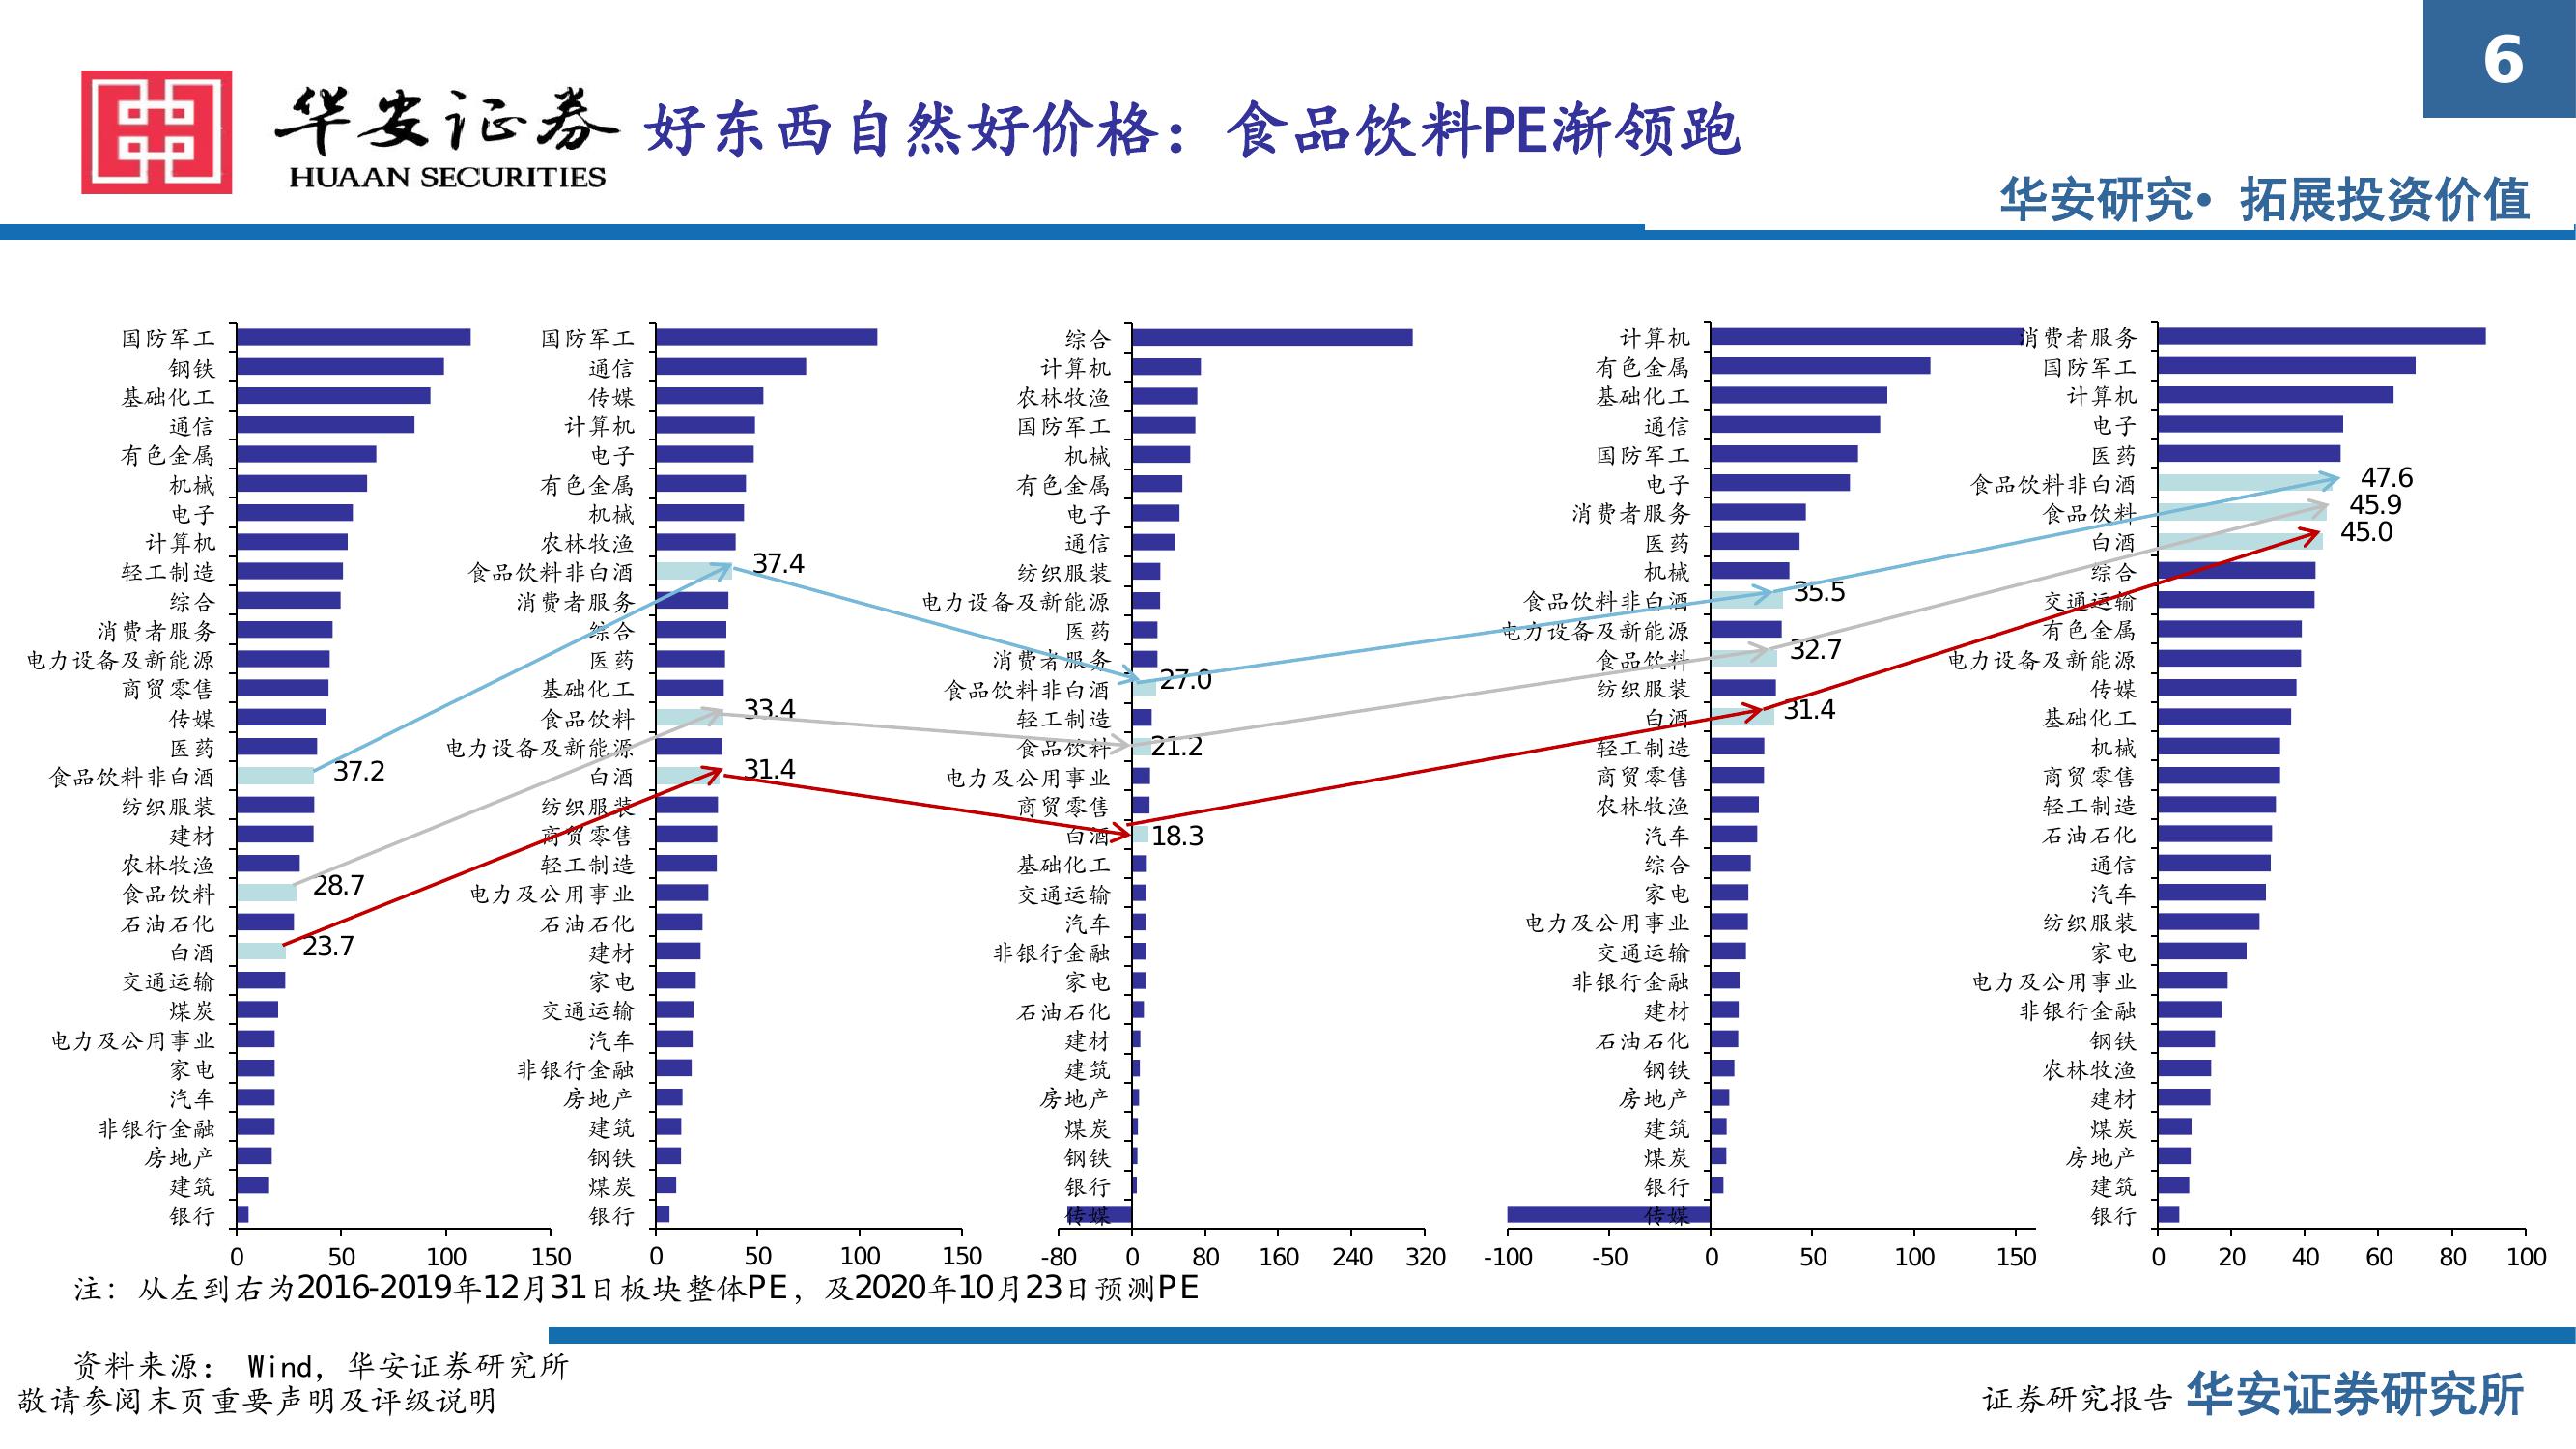 6
华安证券
HUAAN SECURITIES
好东西自然好价格：食品饮料PE渐领跑
华安研究• 拓展投资价值
国防军工
钢铁
基础化工
通信
有色金属
机械
电子
计算机
轻工制造
综合
消费者服务
电力设备及新能源
商贸零售
传媒
医药
食品饮料非白酒 37.2
纺织服装
建材
农林牧渔
食品饮料 28.7
石油石化
白酒 23.7
交通运输
煤炭
电力及公用事业
家电
汽车
非银行金融
房地产
建筑
银行
0 50 100 150
国防军工
通信
传媒
计算机
电子
有色金属
机械
农林牧渔
食品饮料非白酒 37.4
消费者服务
综合
医药
基础化工
食品饮料 33.4
电力设备及新能源
白酒 31.4
纺织服装
商贸零售
轻工制造
电力及公用事业
石油石化
建材
家电
交通运输
汽车
非银行金融
房地产
建筑
钢铁
煤炭
银行
0 50 100 150
综合
计算机
农林牧渔
国防军工
机械
有色金属
电子
通信
纺织服装
电力设备及新能源
医药
消费者服务
食品饮料非白酒 27.0
轻工制造
食品饮料 21.2
电力及公用事业
商贸零售
白酒 18.3
基础化工
交通运输
汽车
非银行金融
家电
石油石化
建材
建筑
房地产
煤炭
钢铁
银行
传媒
-80 0 80 160 240 320
计算机
有色金属
基础化工
通信
国防军工
电子
消费者服务
医药
机械
食品饮料非白酒 35.5
电力设备及新能源
食品饮料 32.7
纺织服装
白酒 31.4
轻工制造
商贸零售
农林牧渔
汽车
综合
家电
电力及公用事业
交通运输
非银行金融
建材
石油石化
钢铁
房地产
建筑
煤炭
银行
传媒
-100 -50 0 50 100 150
消费者服务
国防军工
计算机
电子
医药
食品饮料非白酒 47.6
食品饮料 45.9
白酒 45.0
综合
交通运输
有色金属
电力设备及新能源
传媒
基础化工
机械
商贸零售
轻工制造
石油石化
通信
汽车
纺织服装
家电
电力及公用事业
非银行金融
钢铁
农林牧渔
建材
煤炭
房地产
建筑
银行
0 20 40 60 80 100
注：从左到右为2016-2019年12月31日板块整体PE，及2020年10月23日预测PE
资料来源： Wind，华安证券研究所
敬请参阅末页重要声明及评级说明
证券研究报告 华安证券研究所